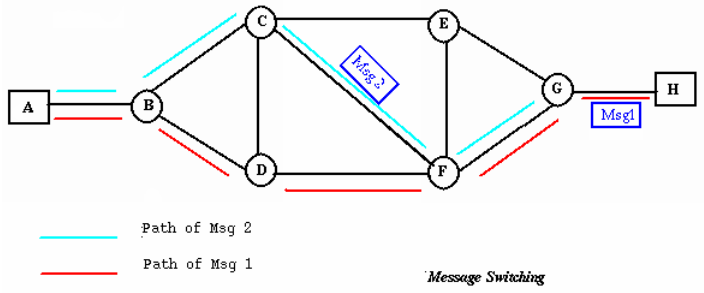 C
E
Msg 2
A
B
G
H
Msg1
D
F
Path of Msg 2
Path of Msg 1
Message Switching